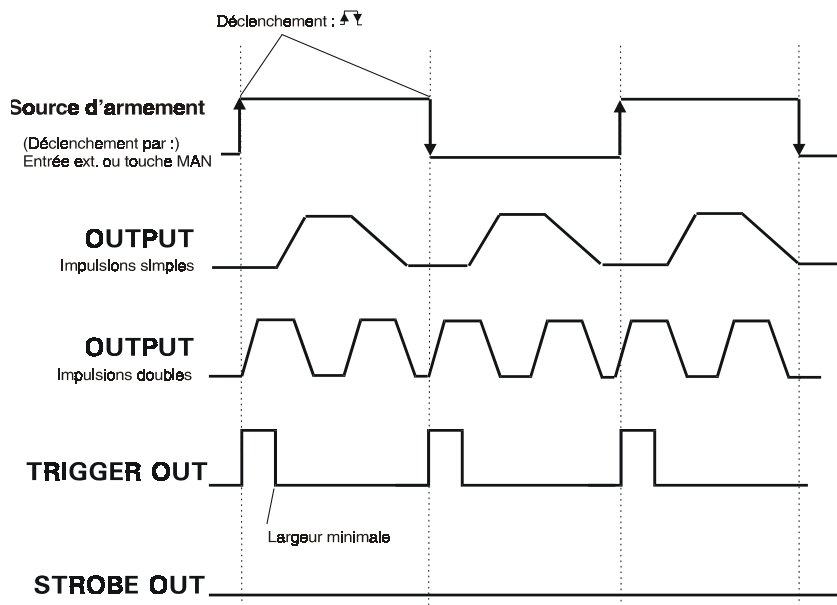 Déclenchement :
Source d'armement
(Déclenchement par :)
Entrée ext. ou touche MAN
OUTPUT
Impulsions simples
OUTPUT
Impulsions doubles
TRIGGER OUT
Largeur minimale
STROBE OUT